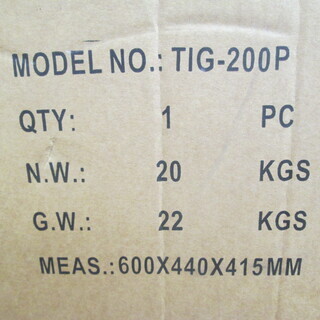 MODEL NO.: TIG-200P
QTY: 1 PC
N.W.: 20 KGS
G.W.: 22 KGS
MEAS.:600X440X415MM